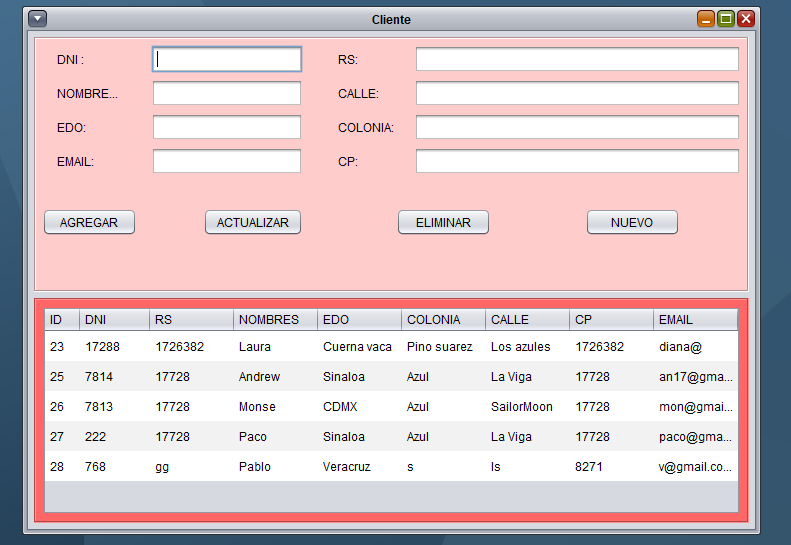 Cliente
DNI : RS:
NOMBRE... CALLE:
EDO: COLONIA:
EMAIL: CP:
AGREGAR ACTUALIZAR ELIMINAR NUEVO
ID DNI RS NOMBRES EDO COLONIA CALLE CP EMAIL
23 17288 1726382 Laura Cuerna vaca Pino suarez Los azules 1726382 diana@
25 7814 17728 Andrew Sinaloa Azul La Viga 17728 an17@gma...
26 7813 17728 Monse CDMX Azul SailorMoon 17728 mon@gmai...
27 222 17728 Paco Sinaloa Azul La Viga 17728 paco@gma...
28 768 gg Pablo Veracruz s ls 8271 v@gmail.co...